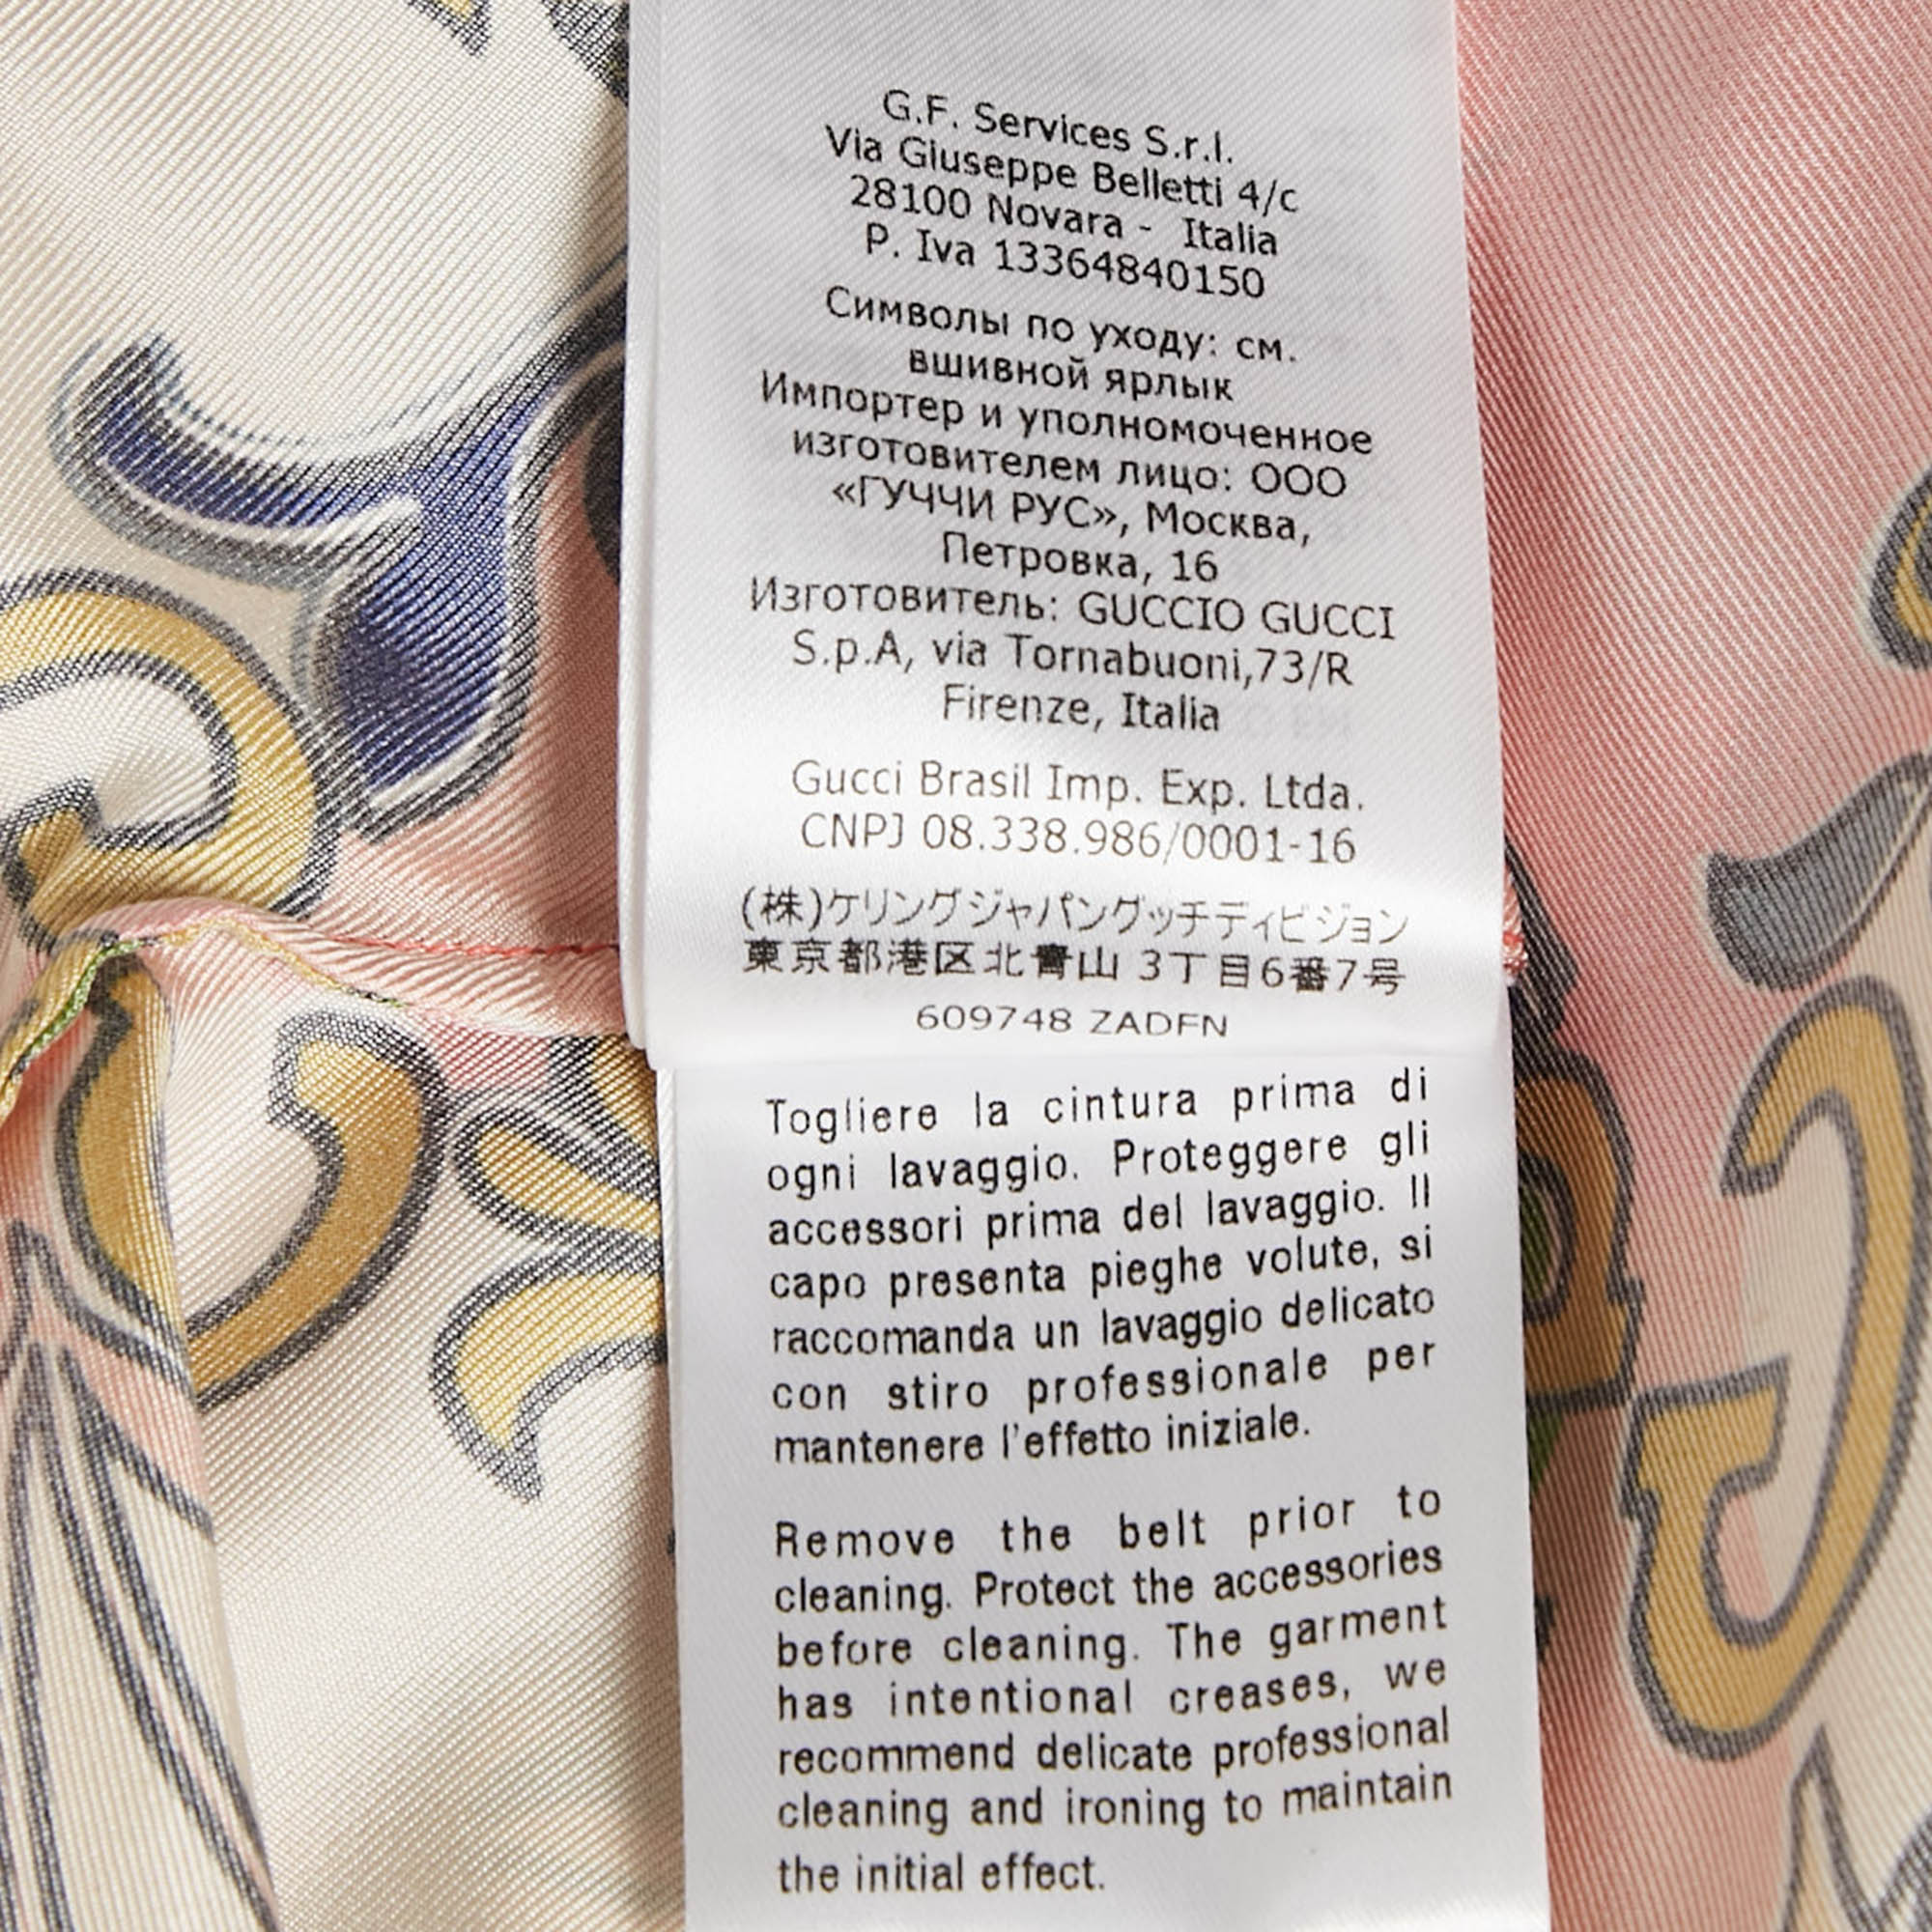 G.F. Services S.r.l.
Via Giuseppe Belletti 4/c
28100 Novara - Italia
P. Iva 13364840150
Символы по уходу: см.
вшивной ярлык
Импортер и уполномоченное
изготовителем лицо: ООО
«ГУЧЧИ РУС», Москва,
Петровка, 16
Изготовитель: GUCCIO GUCCI
S.p.A, via Tornabuoni,73/R
Firenze, Italia
Gucci Brasil Imp. Exp. Ltda.
CNPJ 08.338.986/0001-16
(株)ケリングジャパングッチディビジョン
東京都港区北青山 3丁目6番7号
609748 ZADFN
Togliere la cintura prima di
ogni lavaggio. Proteggere gli
accessori prima del lavaggio. Il
capo presenta pieghe volute, si
raccomanda un lavaggio delicato
con stiro professionale per
mantenere l'effetto iniziale.
Remove the belt prior to
cleaning. Protect the accessories
before cleaning. The garment
has intentional creases, we
recommend delicate professional
cleaning and ironing to maintain
the initial effect.